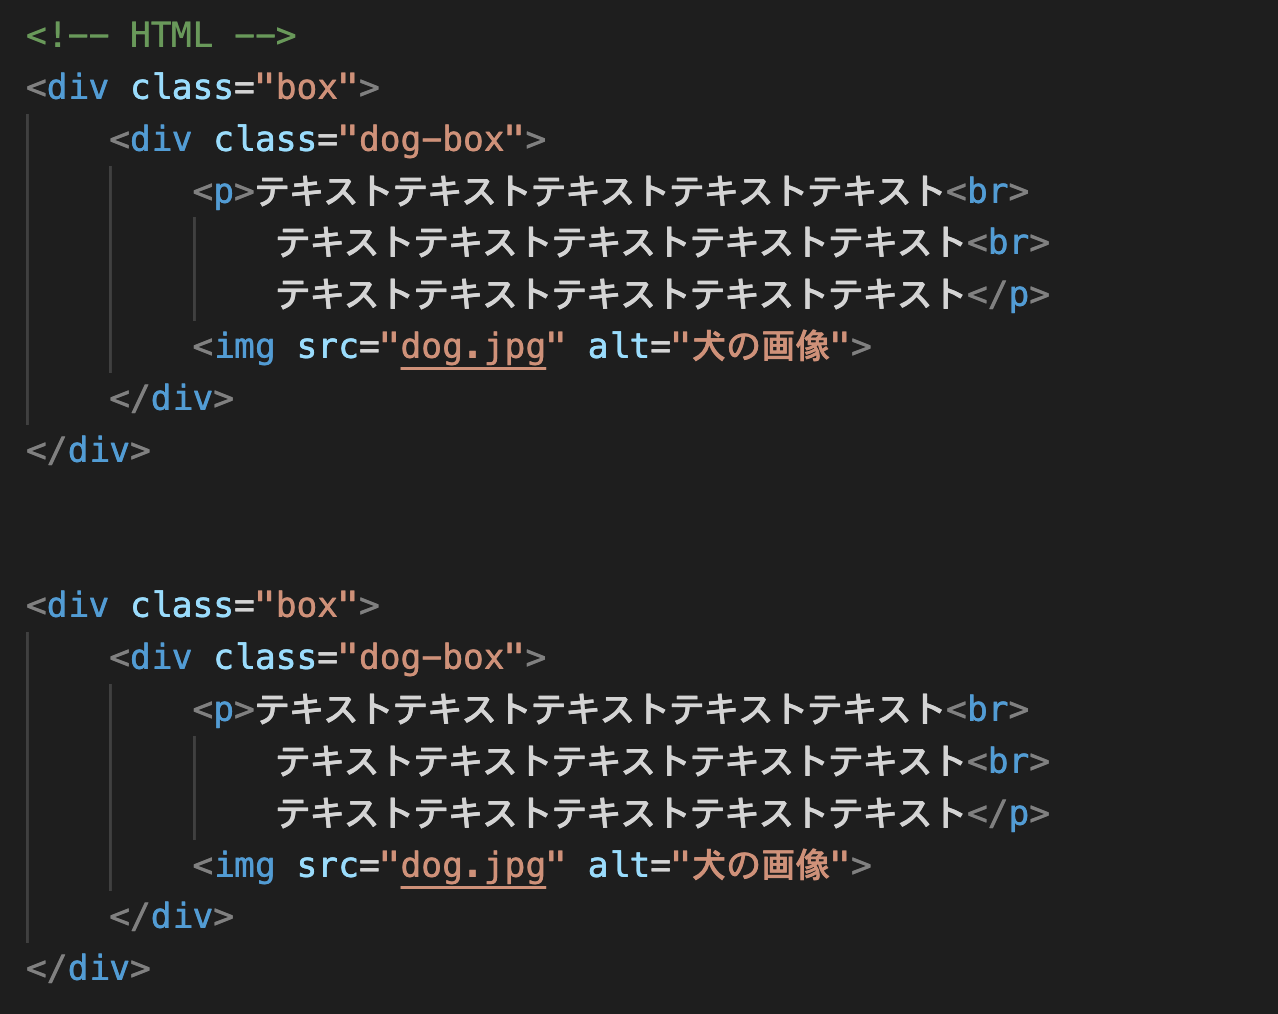 <!-- HTML -->
<div class="box">
    <div class="dog-box">
        <p>テキストテキストテキストテキストテキスト<br>
            テキストテキストテキストテキストテキスト<br>
            テキストテキストテキストテキストテキスト</p>
        <img src="dog.jpg" alt="犬の画像">
    </div>
</div>
<div class="box">
    <div class="dog-box">
        <p>テキストテキストテキストテキストテキスト<br>
            テキストテキストテキストテキストテキスト<br>
            テキストテキストテキストテキストテキスト</p>
        <img src="dog.jpg" alt="犬の画像">
    </div>
</div>